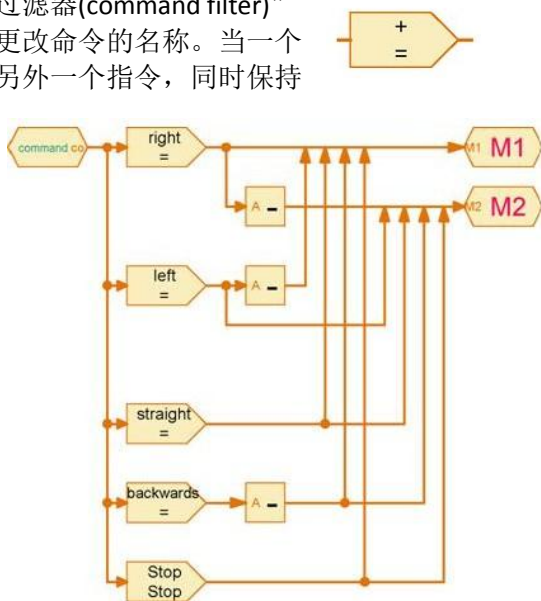 过滤器(command filter)"
更改命令的名称。当一个
另外一个指令，同时保持
+
=
command co
right
=
M1 M1
A -
M2 M2
left
=
A -
straight
=
backwards
=
A -
Stop
Stop